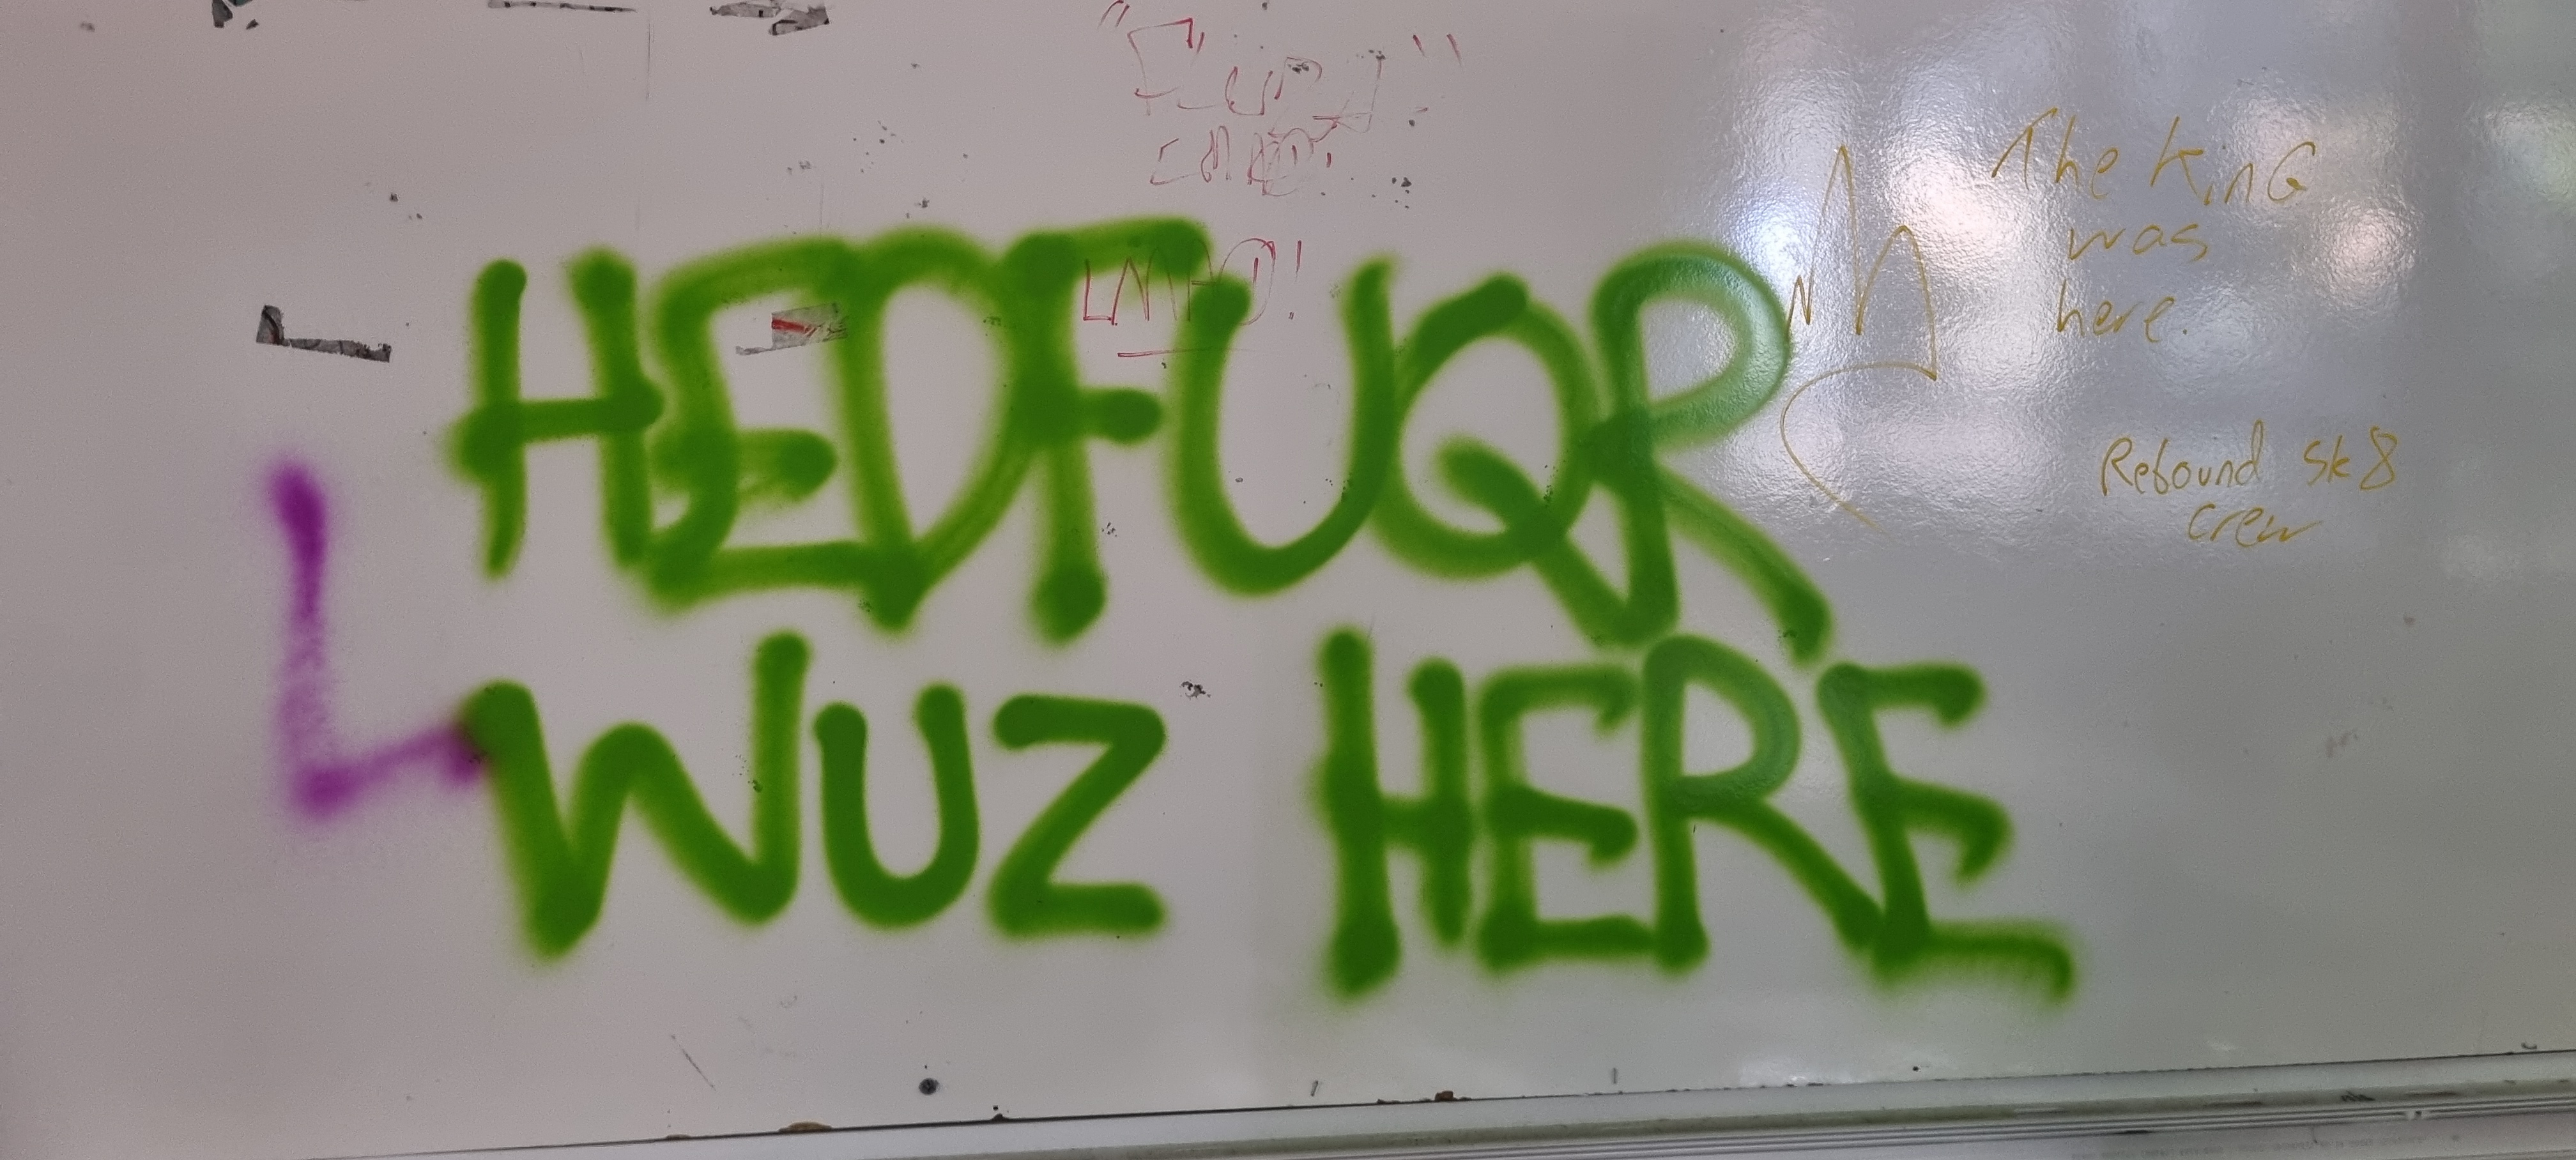 LMAO!
HEDFUQR
WUZ HERE
The KinG
was
here.
Rebound sk8
crew